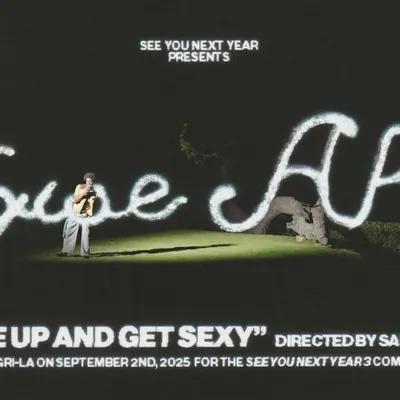 SEE YOU NEXT YEAR
PRESENTS
E UP AND GET SEXY” DIRECTED BY SA
GRI-LA ON SEPTEMBER 2ND, 2025 FOR THE SEE YOU NEXT YEAR 3 COM